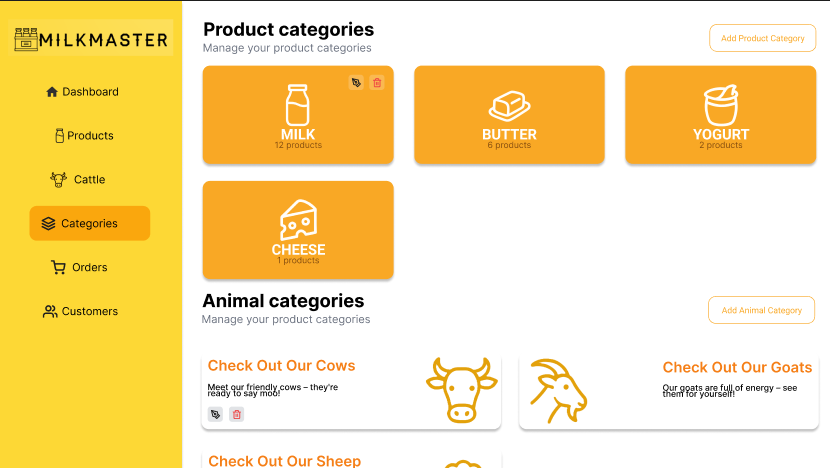 MILKMASTER
Dashboard
Products
Cattle
Categories
Orders
Customers
Product categories
Manage your product categories
Add Product Category
MILK
12 products
BUTTER
6 products
YOGURT
2 products
CHEESE
1 products
Animal categories
Manage your product categories
Add Animal Category
Check Out Our Cows
Meet our friendly cows – they're
ready to say moo!
Check Out Our Goats
Our goats are full of energy – see
them for yourself!
Check Out Our Sheep